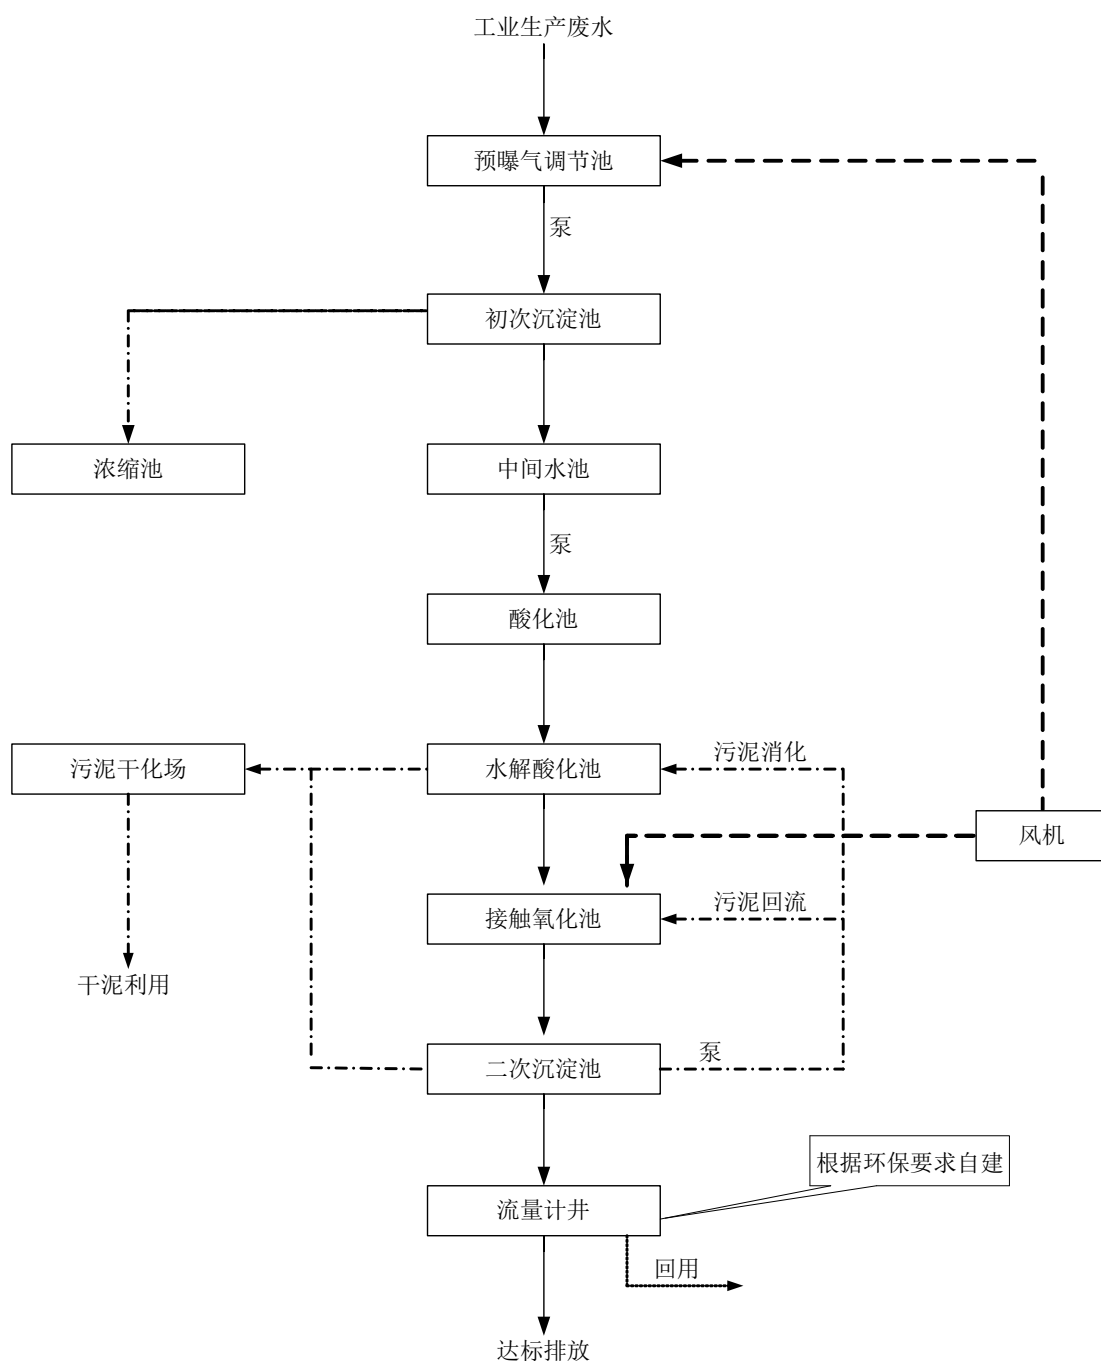 工业生产废水
预曝气调节池
泵
初次沉淀池
浓缩池
中间水池
泵
酸化池
污泥干化场
水解酸化池
污泥消化
风机
接触氧化池
污泥回流
干泥利用
二次沉淀池
泵
根据环保要求自建
流量计井
回用
达标排放